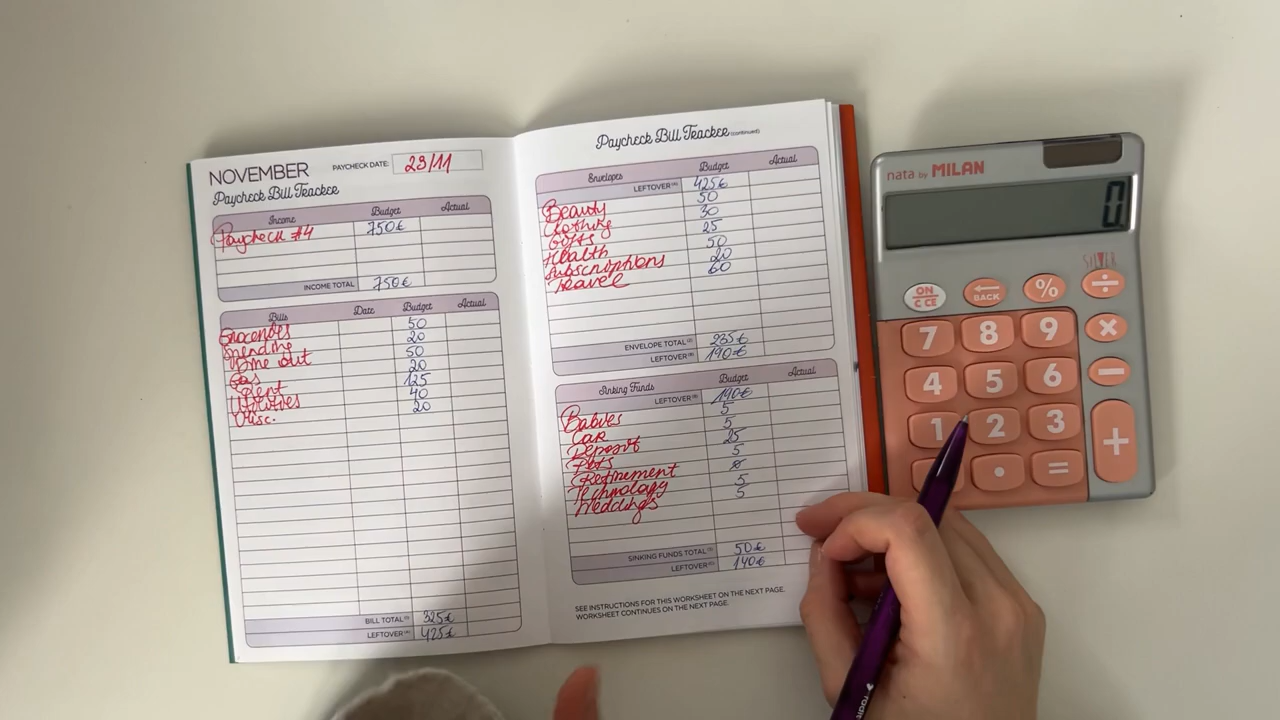 NOVEMBER
PAYCHECK DATE: 23/11
Paycheck Bill Tracker
Income Budget Actual
Paycheck #4 750€
INCOME TOTAL 750€
Bills Date Budget Actual
Groceries 50
Spending 20
Time out 50
Gas 20
Rent 125
Utilities 40
Misc. 20
BILL TOTAL 325€
LEFTOVER 425€
Paycheck Bill Tracker (continued)
Envelopes Budget Actual
LEFTOVER 425€
Beauty 50
Clothing 30
Gifts 25
Health 50
Subscriptions 20
Travel 60
ENVELOPE TOTAL 235€
LEFTOVER 190€
Sinking Funds Budget Actual
LEFTOVER 190€
Babies 5
Car 5
Deposit 25
Pets 5
Retirement
Technology 5
Weddings 5
SINKING FUNDS TOTAL 50€
LEFTOVER 140€
SEE INSTRUCTIONS FOR THIS WORKSHEET ON THE NEXT PAGE.
WORKSHEET CONTINUES ON THE NEXT PAGE.
nata by MILAN
0
SILVER
ON
C CE
BACK
% ÷
7 8 9 ×
4 5 6 −
1 2 3 +
. =